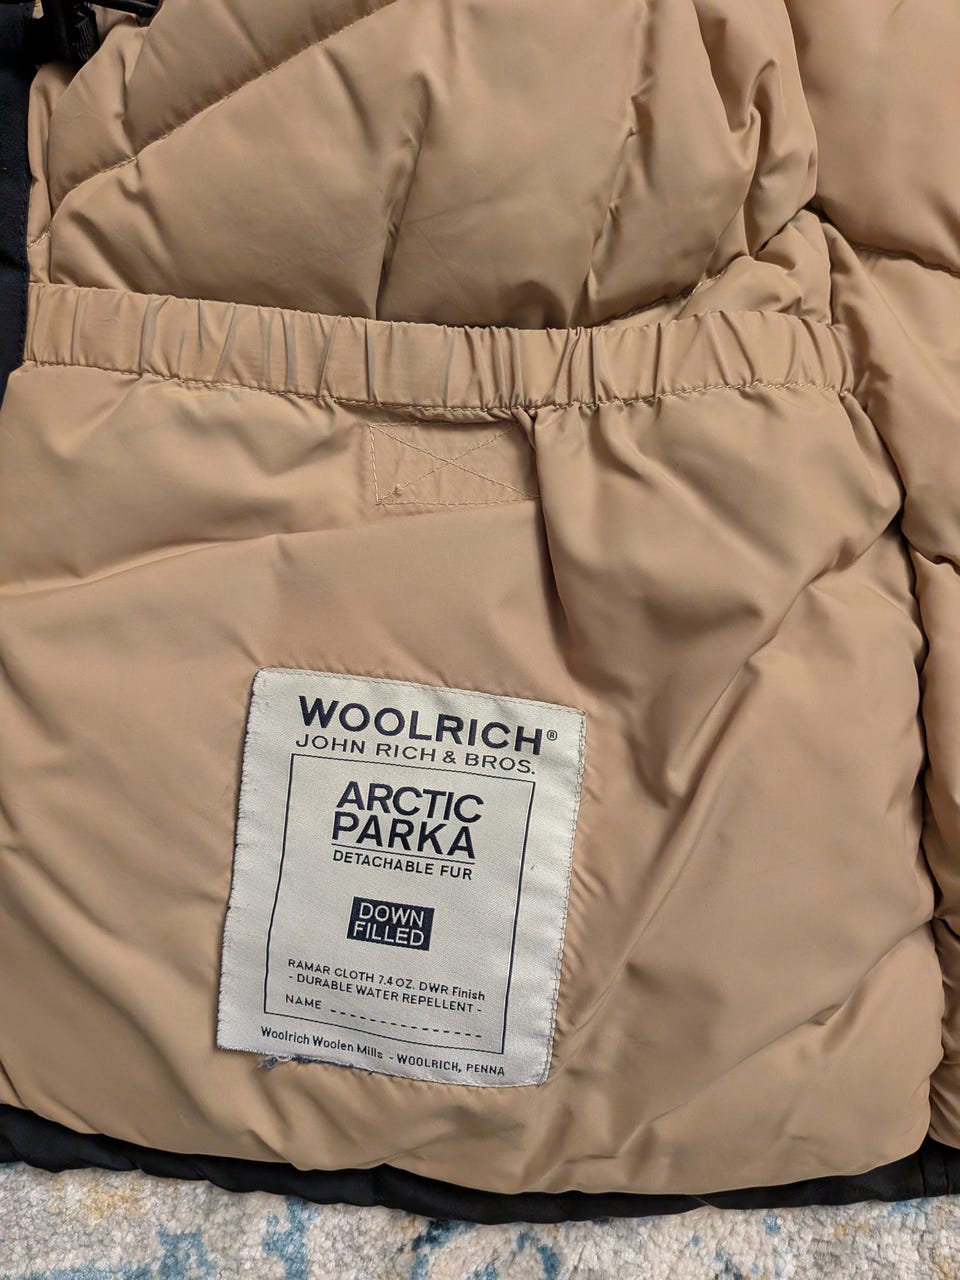 WOOLRICH®
JOHN RICH & BROS.
ARCTIC
PARKA
DETACHABLE FUR
DOWN
FILLED
RAMAR CLOTH 7.4 OZ. DWR Finish
- DURABLE WATER REPELLENT -
NAME ---------------
Woolrich Woolen Mills - WOOLRICH, PENNA